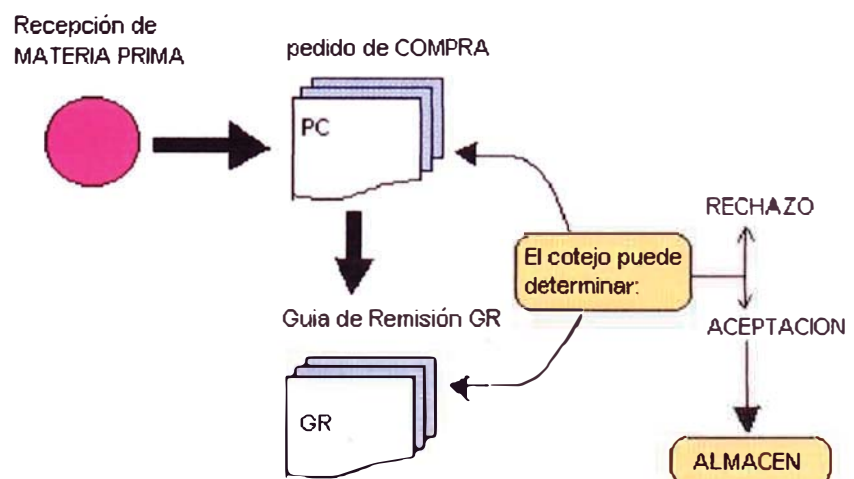 Recepción de
MATERIA PRIMA
pedido de COMPRA
PC
RECHAZO
El cotejo puede
determinar:
Guia de Remisión GR
ACEPTACION
GR
ALMACEN